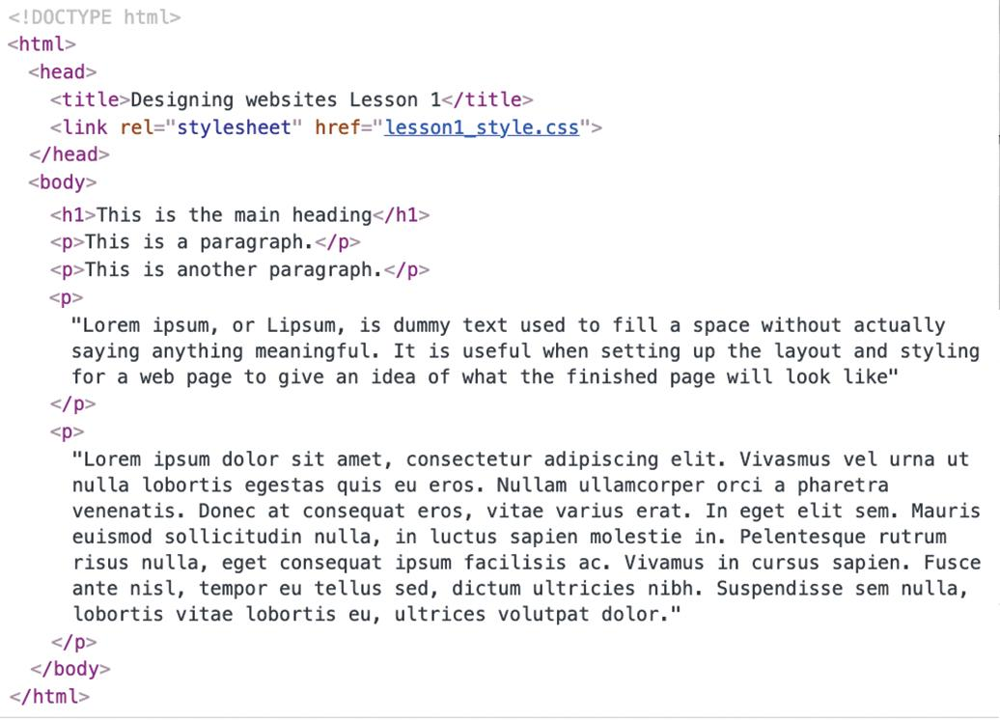 <!DOCTYPE html>
<html>
<head>
<title>Designing websites Lesson 1</title>
<link rel="stylesheet" href="lesson1_style.css">
</head>
<body>
<h1>This is the main heading</h1>
<p>This is a paragraph.</p>
<p>This is another paragraph.</p>
<p>
"Lorem ipsum, or Lipsum, is dummy text used to fill a space without actually
saying anything meaningful. It is useful when setting up the layout and styling
for a web page to give an idea of what the finished page will look like"
</p>
<p>
"Lorem ipsum dolor sit amet, consectetur adipiscing elit. Vivasmus vel urna ut
nulla lobortis egestas quis eu eros. Nullam ullamcorper orci a pharetra
venenatis. Donec at consequat eros, vitae varius erat. In eget elit sem. Mauris
euismod sollicitudin nulla, in luctus sapien molestie in. Pelentesque rutrum
risus nulla, eget consequat ipsum facilisis ac. Vivamus in cursus sapien. Fusce
ante nisl, tempor eu tellus sed, dictum ultricies nibh. Suspendisse sem nulla,
lobortis vitae lobortis eu, ultrices volutpat dolor."
</p>
</body>
</html>